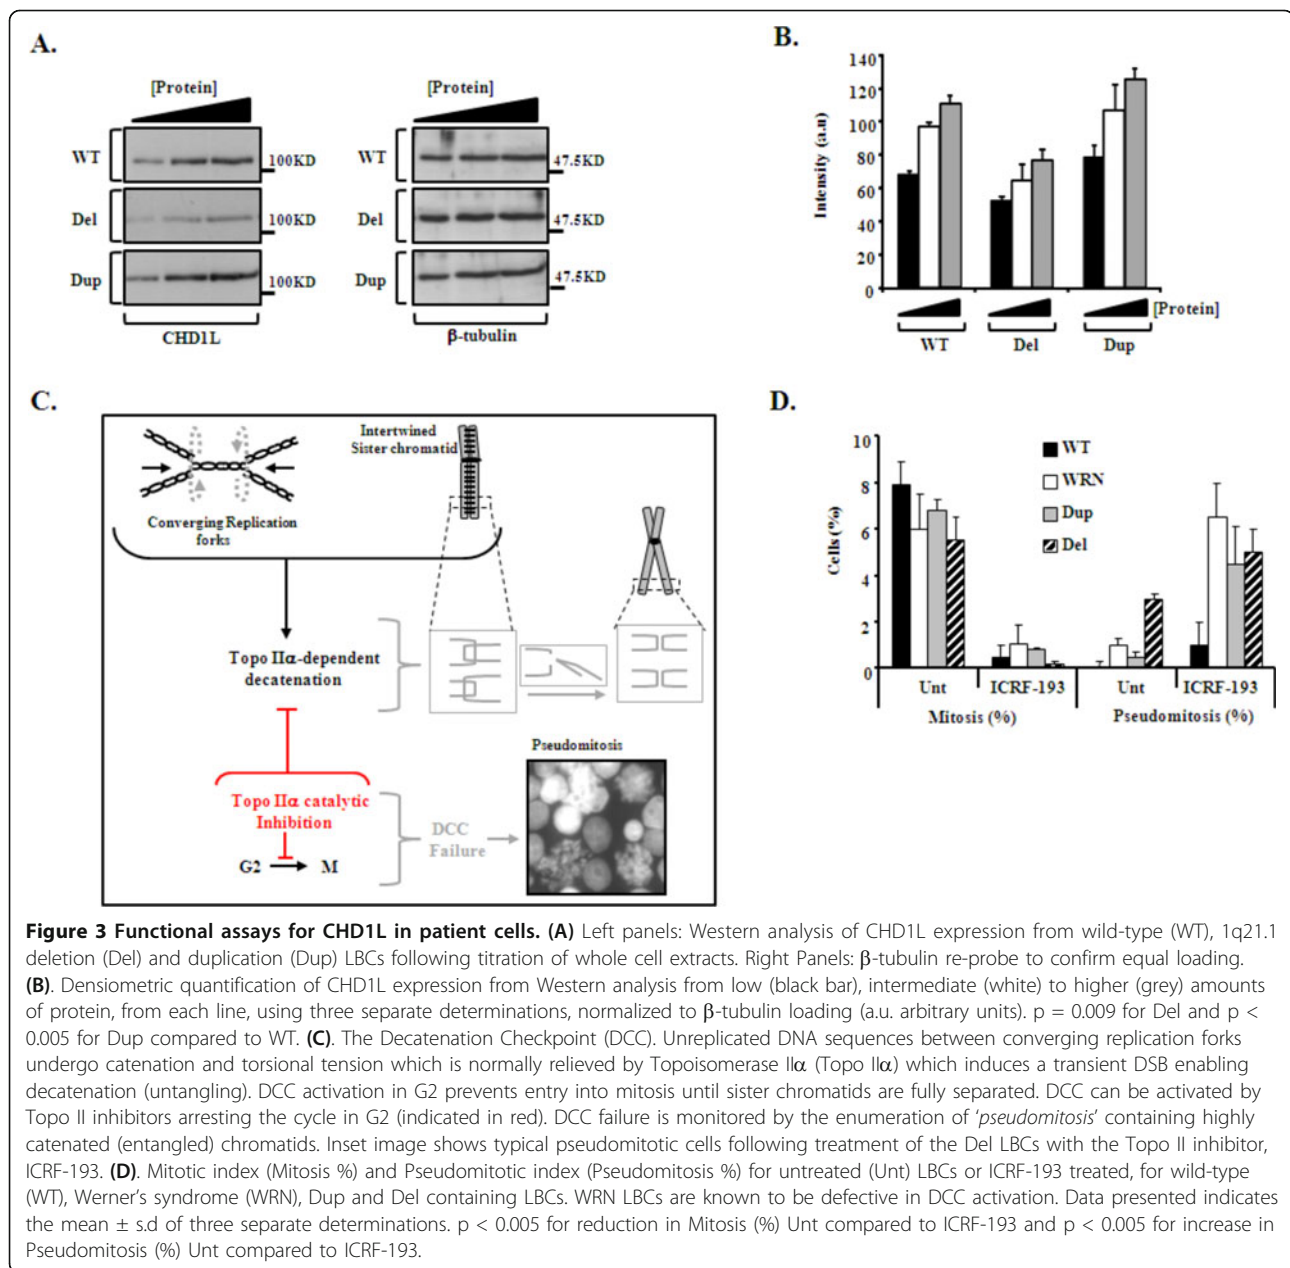 A.
[Protein]
[Protein]
WT
100KD
WT
47.5KD
Del
100KD
Del
47.5KD
Dup
100KD
Dup
47.5KD
CHD1L
β-tubulin
B.
Intensity (a.u)
140
120
100
80
60
40
20
0
[Protein]
WT
Del
Dup
C.
Intertwined
Sister chromatid
Converging Replication
forks
Topo IIα-dependent
decatenation
Pseudomitosis
Topo IIα catalytic
Inhibition
DCC
Failure
G2
M
D.
Cells (%)
10
8
6
4
2
0
WT
WRN
Dup
Del
Unt
ICRF-193
Unt
ICRF-193
Mitosis (%)
Pseudomitosis (%)
Figure 3 Functional assays for CHD1L in patient cells. (A) Left panels: Western analysis of CHD1L expression from wild-type (WT), 1q21.1
deletion (Del) and duplication (Dup) LBCs following titration of whole cell extracts. Right Panels: β-tubulin re-probe to confirm equal loading.
(B). Densiometric quantification of CHD1L expression from Western analysis from low (black bar), intermediate (white) to higher (grey) amounts
of protein, from each line, using three separate determinations, normalized to β-tubulin loading (a.u. arbitrary units). p = 0.009 for Del and p <
0.005 for Dup compared to WT. (C). The Decatenation Checkpoint (DCC). Unreplicated DNA sequences between converging replication forks
undergo catenation and torsional tension which is normally relieved by Topoisomerase IIα (Topo IIα) which induces a transient DSB enabling
decatenation (untangling). DCC activation in G2 prevents entry into mitosis until sister chromatids are fully separated. DCC can be activated by
Topo II inhibitors arresting the cycle in G2 (indicated in red). DCC failure is monitored by the enumeration of 'pseudomitosis' containing highly
catenated (entangled) chromatids. Inset image shows typical pseudomitotic cells following treatment of the Del LBCs with the Topo II inhibitor,
ICRF-193. (D). Mitotic index (Mitosis %) and Pseudomitotic index (Pseudomitosis %) for untreated (Unt) LBCs or ICRF-193 treated, for wild-type
(WT), Werner's syndrome (WRN), Dup and Del containing LBCs. WRN LBCs are known to be defective in DCC activation. Data presented indicates
the mean ± s.d of three separate determinations. p < 0.005 for reduction in Mitosis (%) Unt compared to ICRF-193 and p < 0.005 for increase in
Pseudomitosis (%) Unt compared to ICRF-193.